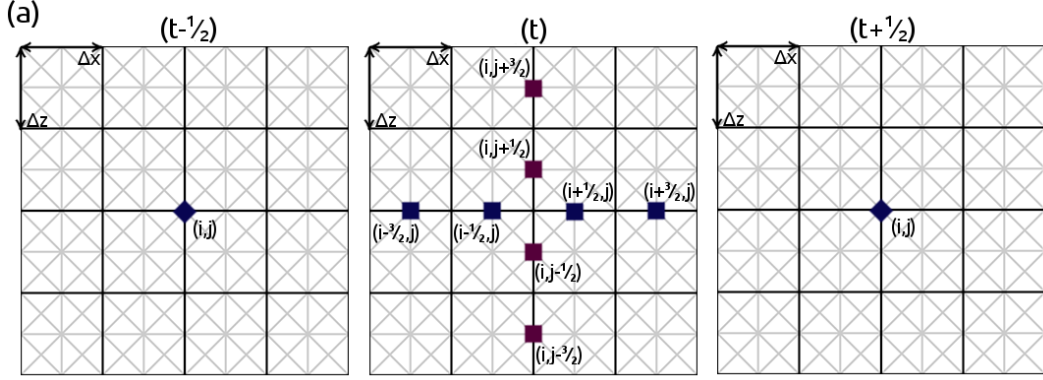 (a)
(t-½) (t) (t+½)
Δx Δx Δx
(i,j+³⁄₂)
Δz Δz Δz
(i,j+½)
(i+½,j) (i+³⁄₂,j)
(i-³⁄₂,j) (i-½,j)
(i,j) (i,j)
(i,j-½)
(i,j-³⁄₂)